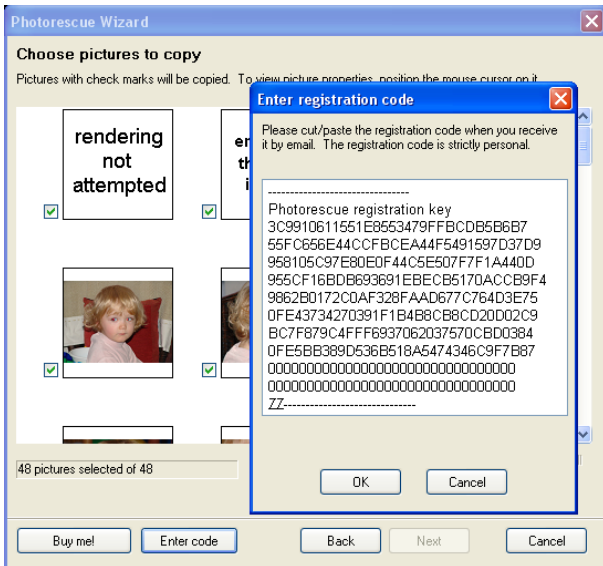 Photorescue Wizard
Choose pictures to copy
Pictures with check marks will be copied. To view picture properties, position the mouse cursor on it
rendering
not
attempted
Enter registration code
Please cut/paste the registration code when you receive
it by email. The registration code is strictly personal.
--------------------------------
Photorescue registration key
3C9910611551E8553479FFBCDB5B6B7
55FC656E44CCFBCEA44F5491597D37D9
958105C97E80E0F44C5E507F7F1A440D
955CF16BDB693691EBECB5170ACCB9F4
9862B0172C0AF328FAAD677C764D3E75
0FE43734270391F1B4B8CB8CD20D02C9
BC7F879C4FFF6937062037570CBD0384
0FE5BB389D536B518A5474346C9F7B87
00000000000000000000000000000000
00000000000000000000000000000000
77------------------------------
48 pictures selected of 48
OK
Cancel
Buy me!
Enter code
Back
Next
Cancel